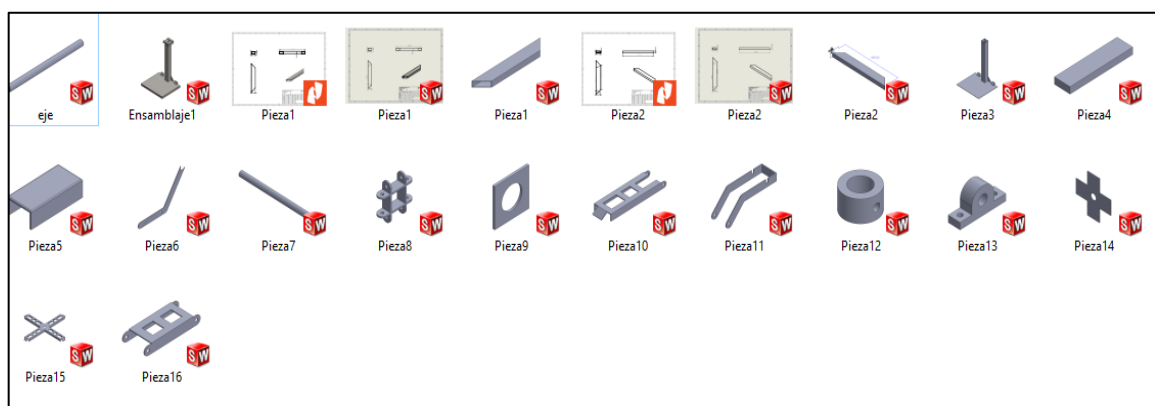 eje Ensamblaje1 Pieza1 Pieza1 Pieza1 Pieza2 Pieza2 Pieza2 Pieza3 Pieza4
Pieza5 Pieza6 Pieza7 Pieza8 Pieza9 Pieza10 Pieza11 Pieza12 Pieza13 Pieza14
Pieza15 Pieza16